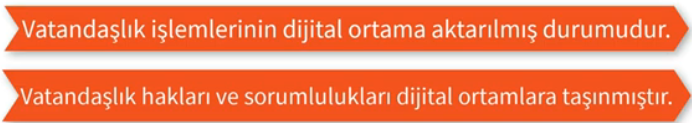 Vatandaşlık işlemlerinin dijital ortama aktarılmış durumudur.
Vatandaşlık hakları ve sorumlulukları dijital ortamlara taşınmıştır.